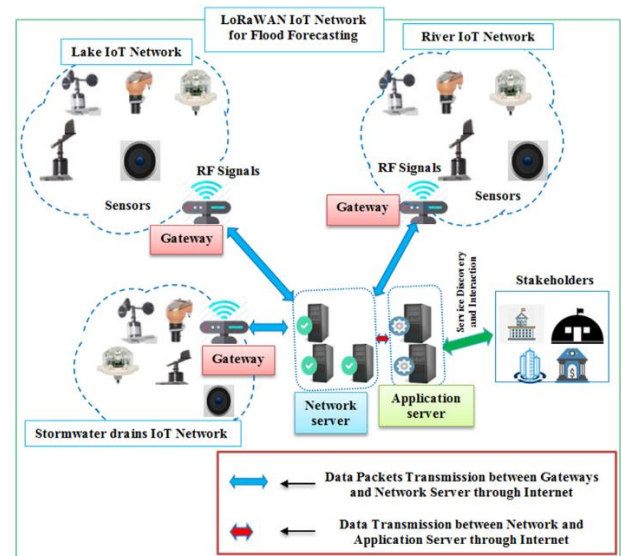 LoRaWAN IoT Network
for Flood Forecasting
Lake IoT Network
River IoT Network
RF Signals
Sensors
Gateway
RF Signals
Sensors
Gateway
Service Discovery
and Interaction
Stakeholders
Gateway
Stormwater drains IoT Network
Network
server
Application
server
Data Packets Transmission between Gateways
and Network Server through Internet
Data Transmission between Network and
Application Server through Internet